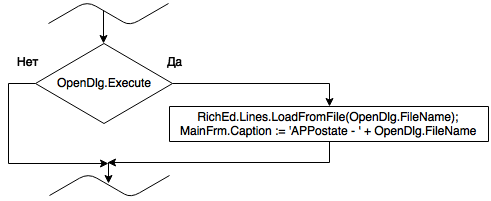 Нет
Да
OpenDlg.Execute
RichEd.Lines.LoadFromFile(OpenDlg.FileName);
MainFrm.Caption := 'APPostate - ' + OpenDlg.FileName